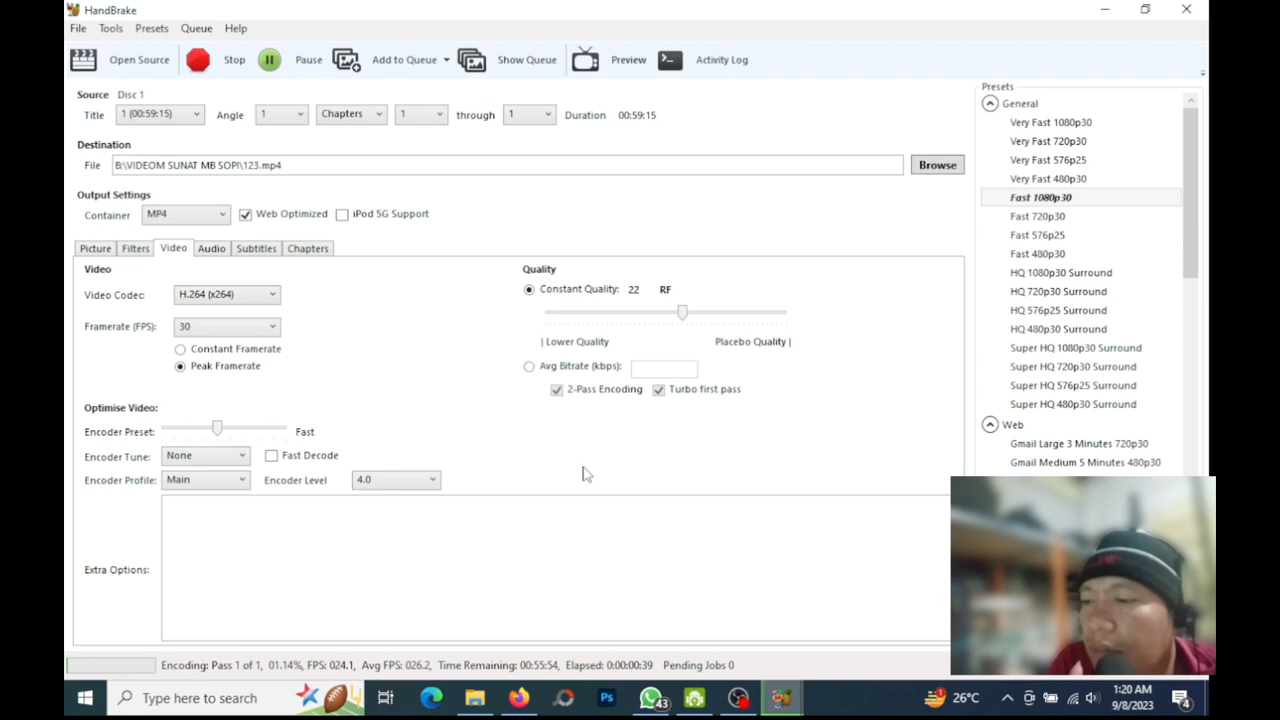 HandBrake
File Tools Presets Queue Help
Open Source Stop Pause Add to Queue Show Queue Preview Activity Log
Source Disc 1
Title 1 (00:59:15) Angle 1 Chapters 1 through 1 Duration 00:59:15
Destination
File B:\VIDEOM SUNAT MB SOPI\123.mp4 Browse
Output Settings
Container MP4 Web Optimized iPod 5G Support
Picture Filters Video Audio Subtitles Chapters
Video
Video Codec: H.264 (x264)
Framerate (FPS): 30
Constant Framerate
Peak Framerate
Quality
Constant Quality: 22 RF
| Lower Quality Placebo Quality |
Avg Bitrate (kbps):
2-Pass Encoding Turbo first pass
Optimise Video:
Encoder Preset: Fast
Encoder Tune: None Fast Decode
Encoder Profile: Main Encoder Level 4.0
Extra Options:
Presets
General
Very Fast 1080p30
Very Fast 720p30
Very Fast 576p25
Very Fast 480p30
Fast 1080p30
Fast 720p30
Fast 576p25
Fast 480p30
HQ 1080p30 Surround
HQ 720p30 Surround
HQ 576p25 Surround
HQ 480p30 Surround
Super HQ 1080p30 Surround
Super HQ 720p30 Surround
Super HQ 576p25 Surround
Super HQ 480p30 Surround
Web
Gmail Large 3 Minutes 720p30
Gmail Medium 5 Minutes 480p30
Encoding: Pass 1 of 1, 01.14%, FPS: 024.1, Avg FPS: 026.2, Time Remaining: 00:55:54, Elapsed: 0:00:00:39 Pending Jobs 0
Type here to search Ps 43 1 26°C 1:20 AM
9/8/2023 4